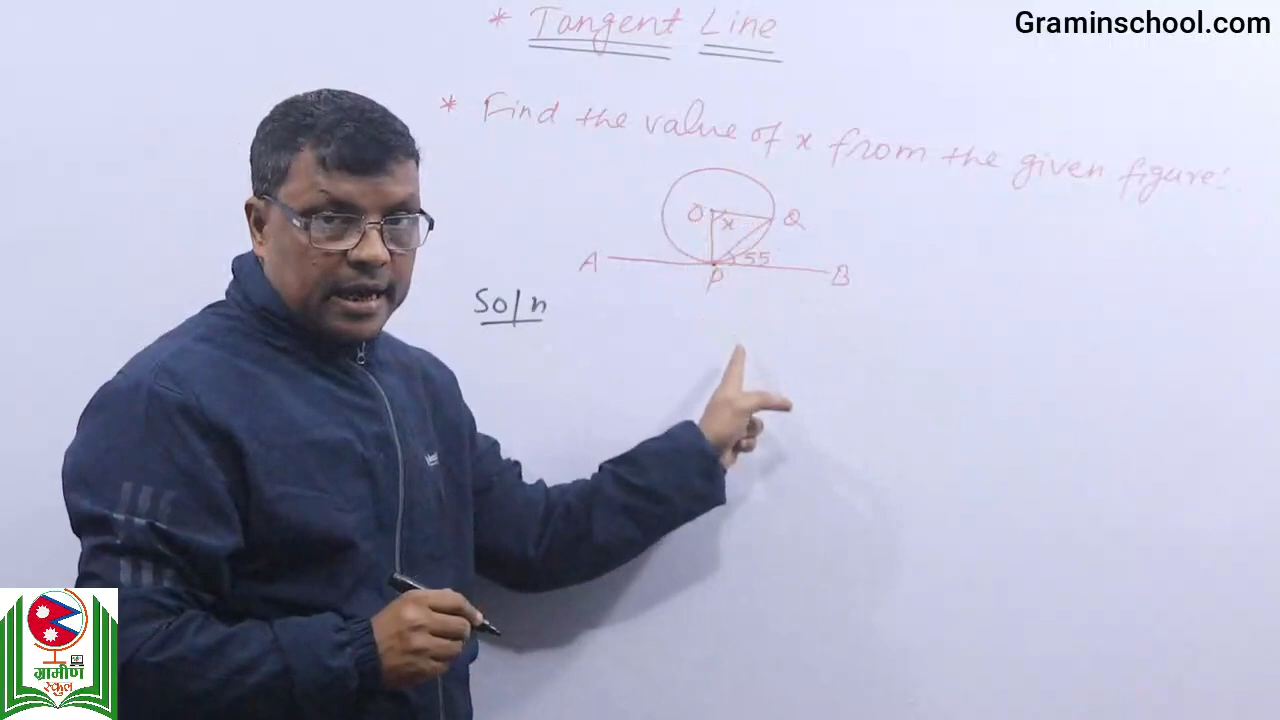 Graminschool.com
* Tangent Line
* Find the value of x from the given figure:
O x Q
A P 55 B
Soln
ग्रामीण
स्कुल